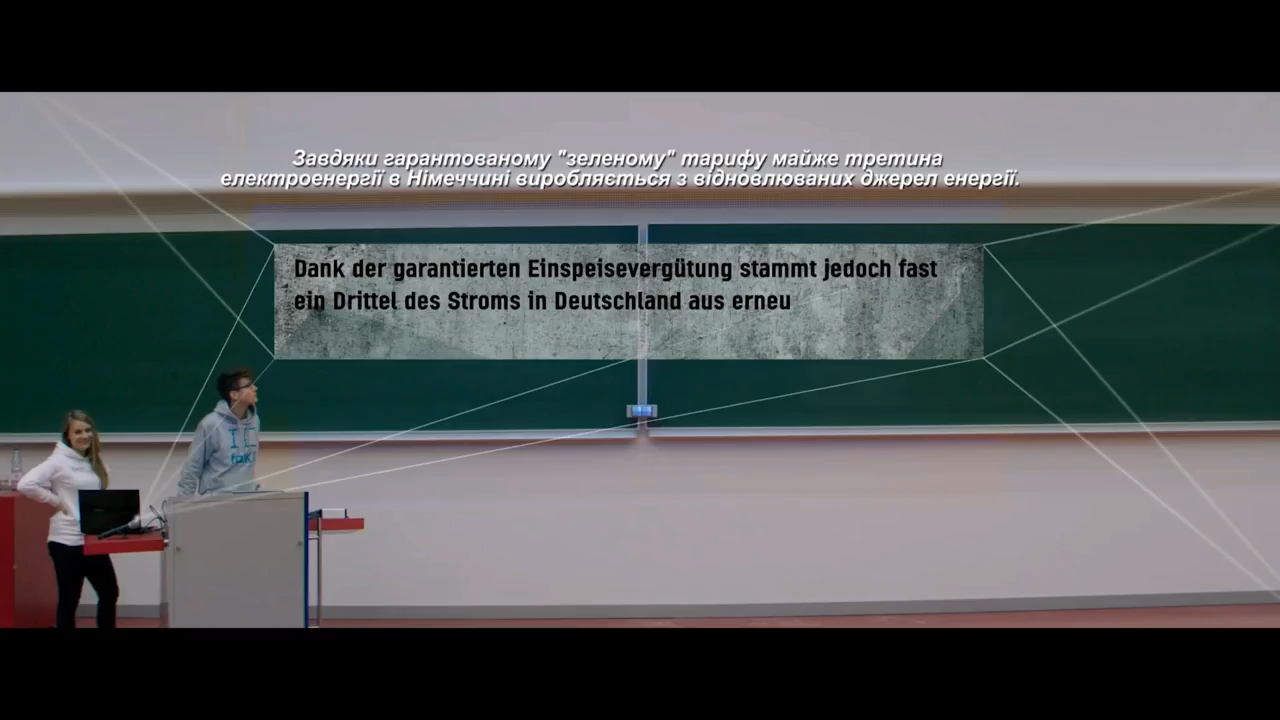 Завдяки гарантованому "зеленому" тарифу майже третина
електроенергії в Німеччині виробляється з відновлюваних джерел енергії.
Dank der garantierten Einspeisevergütung stammt jedoch fast
ein Drittel des Stroms in Deutschland aus erneu